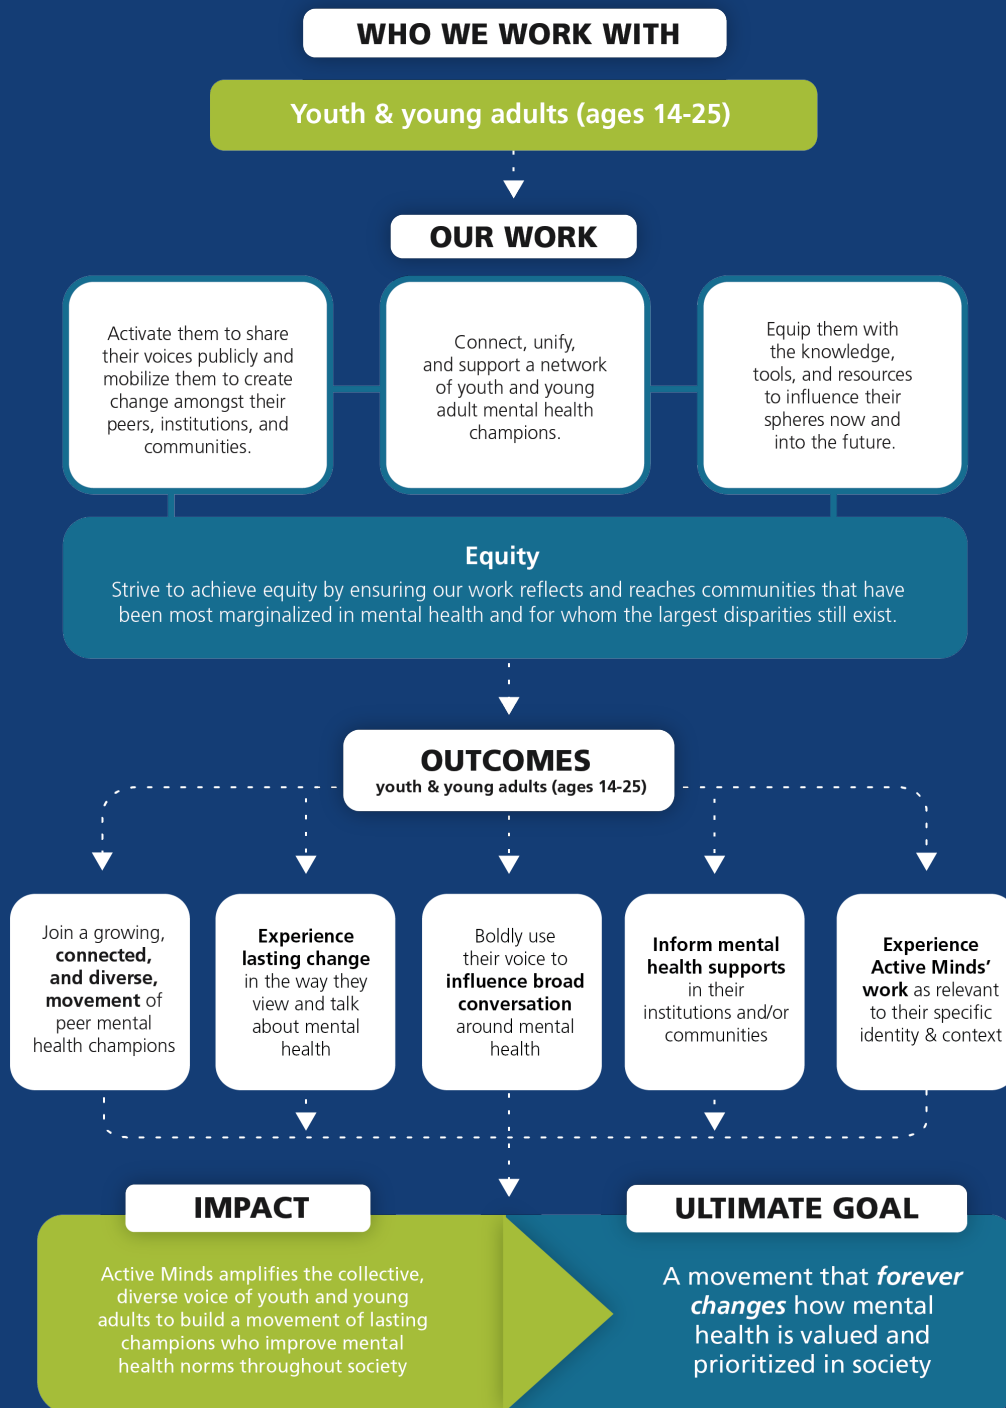 WHO WE WORK WITH
Youth & young adults (ages 14-25)
OUR WORK
Activate them to share
their voices publicly and
mobilize them to create
change amongst their
peers, institutions, and
communities.
Connect, unify,
and support a network
of youth and young
adult mental health
champions.
Equip them with
the knowledge,
tools, and resources
to influence their
spheres now and
into the future.
Equity
Strive to achieve equity by ensuring our work reflects and reaches communities that have
been most marginalized in mental health and for whom the largest disparities still exist.
OUTCOMES
youth & young adults (ages 14-25)
Join a growing,
connected,
and diverse,
movement of
peer mental
health champions
Experience
lasting change
in the way they
view and talk
about mental
health
Boldly use
their voice to
influence broad
conversation
around mental
health
Inform mental
health supports
in their
institutions and/or
communities
Experience
Active Minds’
work as relevant
to their specific
identity & context
IMPACT
Active Minds amplifies the collective,
diverse voice of youth and young
adults to build a movement of lasting
champions who improve mental
health norms throughout society
ULTIMATE GOAL
A movement that forever
changes how mental
health is valued and
prioritized in society